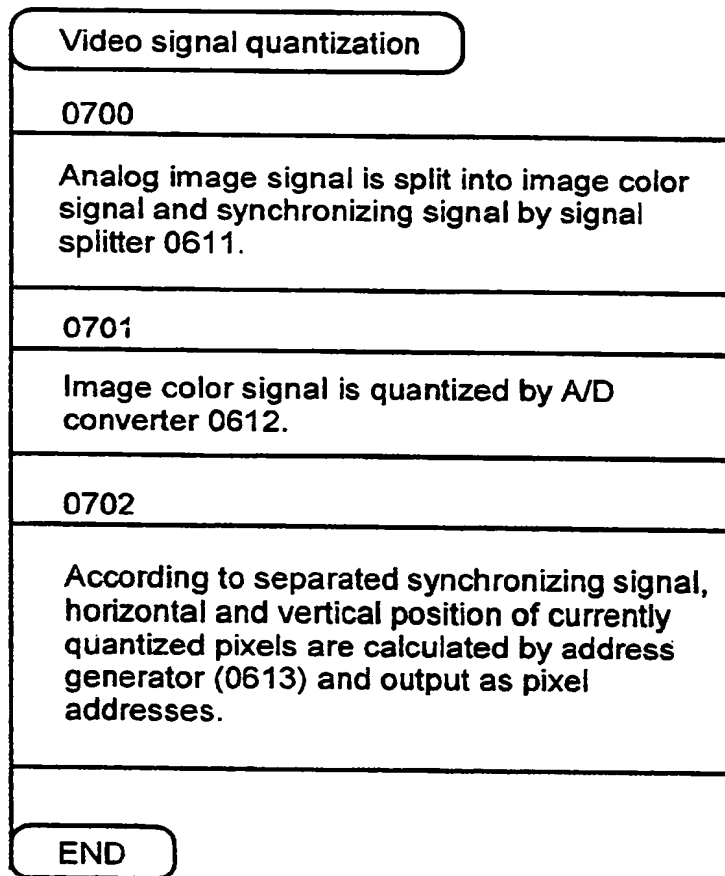 Video signal quantization
0700
Analog image signal is split into image color
signal and synchronizing signal by signal
splitter 0611.
0701
Image color signal is quantized by A/D
converter 0612.
0702
According to separated synchronizing signal,
horizontal and vertical position of currently
quantized pixels are calculated by address
generator (0613) and output as pixel
addresses.
END